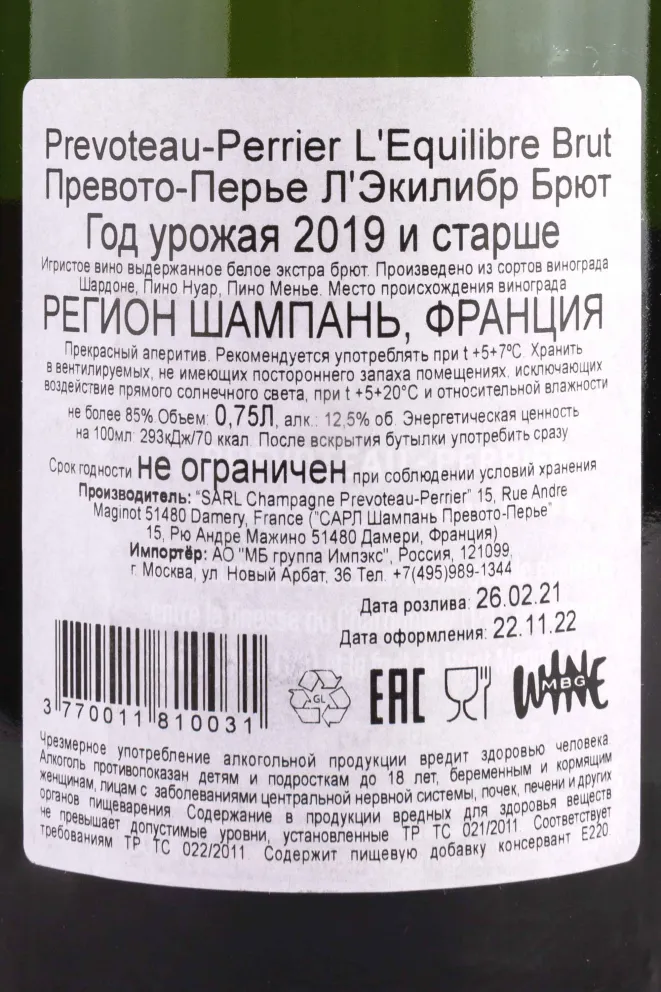 Prevoteau-Perrier L'Equilibre Brut
Превото-Перье Л'Экилибр Брют
Год урожая 2019 и старше
Игристое вино выдержанное белое экстра брют. Произведено из сортов винограда
Шардоне, Пино Нуар, Пино Менье. Место происхождения винограда
РЕГИОН ШАМПАНЬ, ФРАНЦИЯ
Прекрасный аперитив. Рекомендуется употреблять при t +5+7ºС. Хранить
в вентилируемых, не имеющих постороннего запаха помещениях, исключающих
воздействие прямого солнечного света, при t +5+20°С и относительной влажности
не более 85%.Объем: 0,75Л, алк.: 12,5% об. Энергетическая ценность
на 100мл: 293кДж/70 ккал. После вскрытия бутылки употребить сразу.
Срок годности не ограничен при соблюдении условий хранения
Производитель: "SARL Champagne Prevoteau-Perrier" 15, Rue Andre
Maginot 51480 Damery, France ("САРЛ Шампань Превото-Перье"
15, Рю Андре Мажино 51480 Дамери, Франция)
Импортёр: АО "МБ группа Импэкс", Россия, 121099,
г. Москва, ул. Новый Арбат, 36 Тел. +7(495)989-1344
Дата розлива: 26.02.21
Дата оформления: 22.11.22
3 770011 810031
GL
EAC
WINE
MBG
Чрезмерное употребление алкогольной продукции вредит здоровью человека.
Алкоголь противопоказан детям и подросткам до 18 лет, беременным и кормящим
женщинам, лицам с заболеваниями центральной нервной системы, почек, печени и других
органов пищеварения. Содержание в продукции вредных для здоровья веществ
не превышает допустимые уровни, установленные ТР ТС 021/2011. Соответствует
требованиям ТР ТС 022/2011. Содержит пищевую добавку консервант Е220.